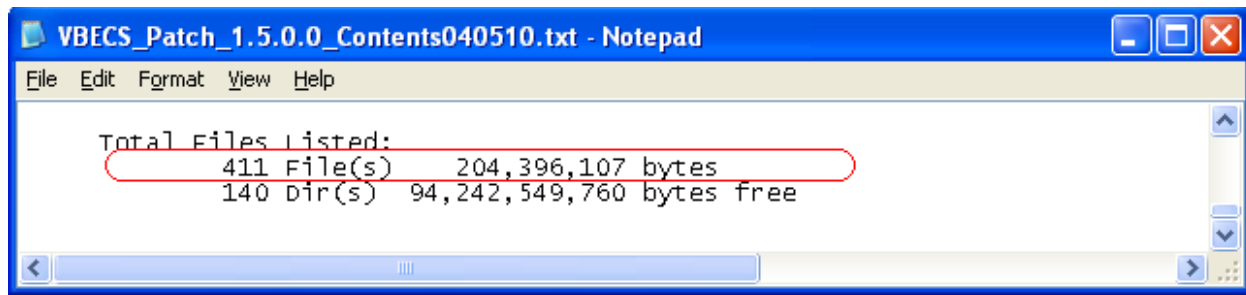 VBECS_Patch_1.5.0.0_Contents040510.txt - Notepad
File Edit Format View Help
Total Files Listed:
411 File(s) 204,396,107 bytes
140 Dir(s) 94,242,549,760 bytes free